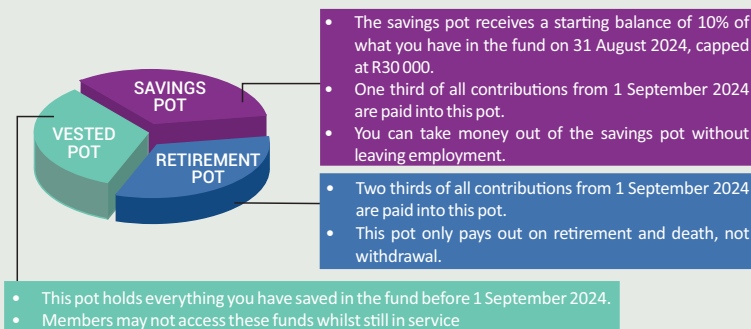 SAVINGS
POT
VESTED
POT
RETIREMENT
POT
• The savings pot receives a starting balance of 10% of
what you have in the fund on 31 August 2024, capped
at R30 000.
• One third of all contributions from 1 September 2024
are paid into this pot.
• You can take money out of the savings pot without
leaving employment.
• Two thirds of all contributions from 1 September 2024
are paid into this pot.
• This pot only pays out on retirement and death, not
withdrawal.
• This pot holds everything you have saved in the fund before 1 September 2024.
• Members may not access these funds whilst still in service